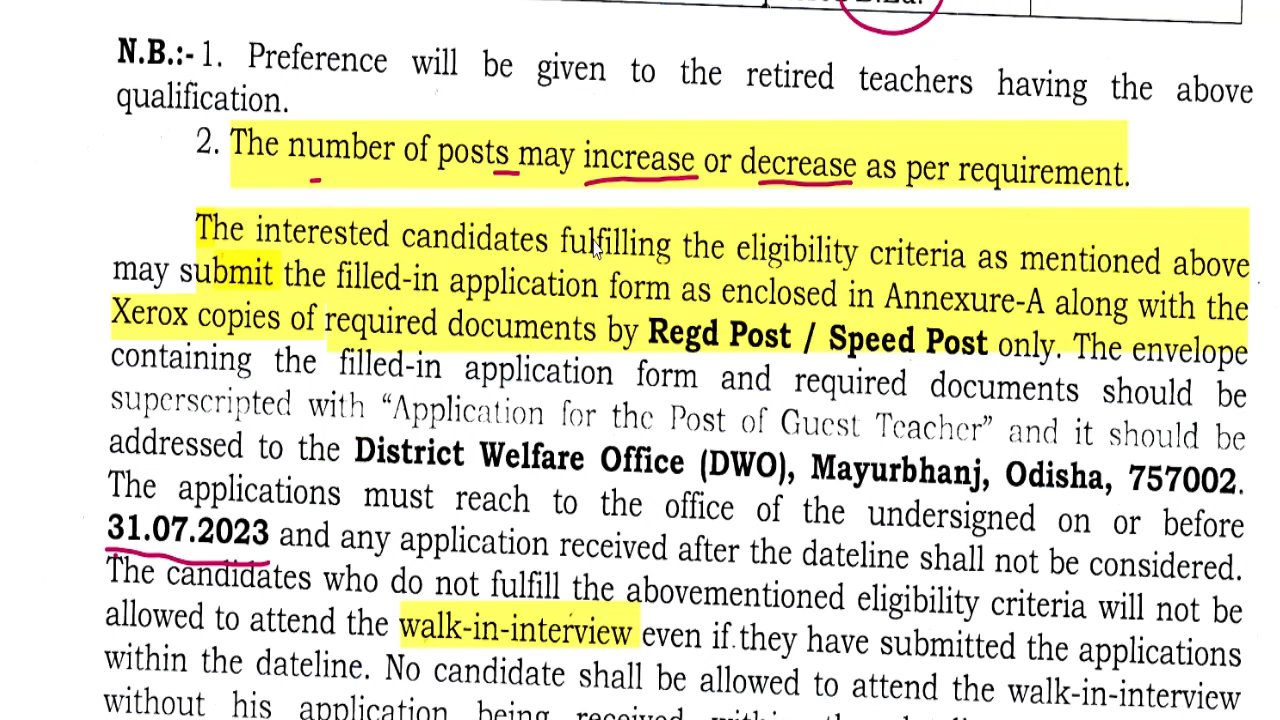 N.B.:- 1. Preference will be given to the retired teachers having the above
qualification.
2. The number of posts may increase or decrease as per requirement.
The interested candidates fulfilling the eligibility criteria as mentioned above
may submit the filled-in application form as enclosed in Annexure-A along with the
Xerox copies of required documents by Regd Post / Speed Post only. The envelope
containing the filled-in application form and required documents should be
superscripted with “Application for the Post of Guest Teacher” and it should be
addressed to the District Welfare Office (DWO), Mayurbhanj, Odisha, 757002.
The applications must reach to the office of the undersigned on or before
31.07.2023 and any application received after the dateline shall not be considered.
The candidates who do not fulfill the abovementioned eligibility criteria will not be
allowed to attend the walk-in-interview even if they have submitted the applications
within the dateline. No candidate shall be allowed to attend the walk-in-interview
without his application being received within the